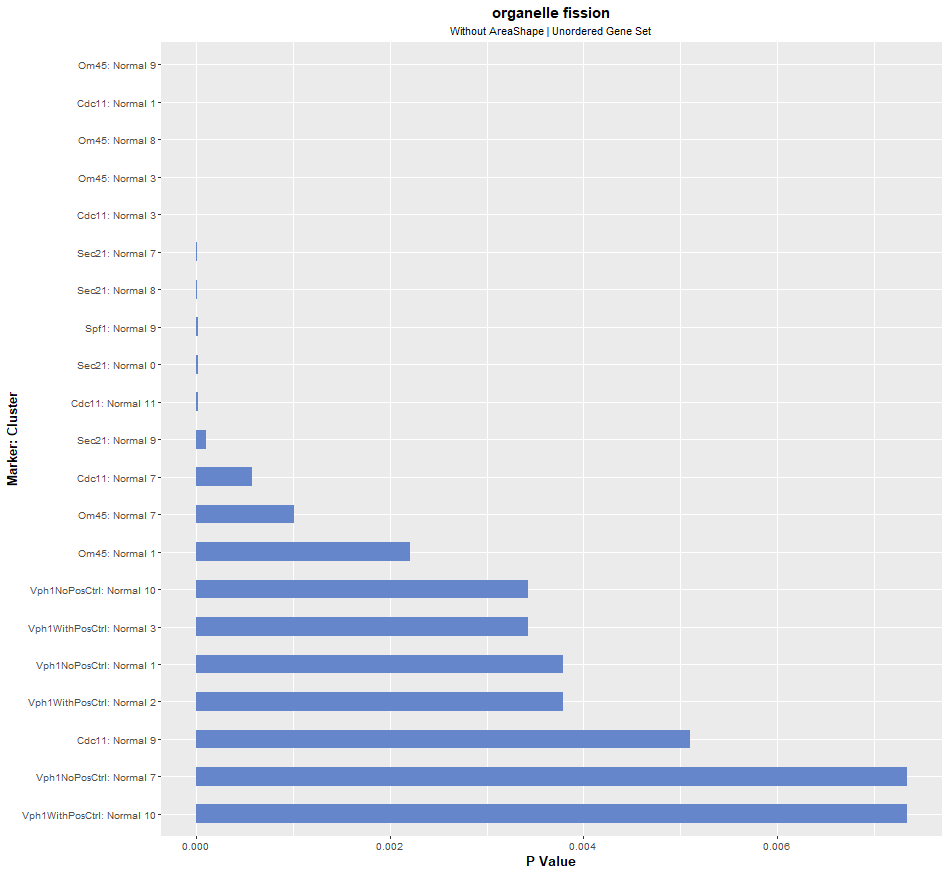 organelle fission
Without AreaShape | Unordered Gene Set
Om45: Normal 9
Cdc11: Normal 1
Om45: Normal 8
Om45: Normal 3
Cdc11: Normal 3
Sec21: Normal 7
Sec21: Normal 8
Spf1: Normal 9
Sec21: Normal 0
Cdc11: Normal 11
Sec21: Normal 9
Cdc11: Normal 7
Om45: Normal 7
Om45: Normal 1
Vph1NoPosCtrl: Normal 10
Vph1WithPosCtrl: Normal 3
Vph1NoPosCtrl: Normal 1
Vph1WithPosCtrl: Normal 2
Cdc11: Normal 9
Vph1NoPosCtrl: Normal 7
Vph1WithPosCtrl: Normal 10
Marker: Cluster
0.000 0.002 0.004 0.006
P Value